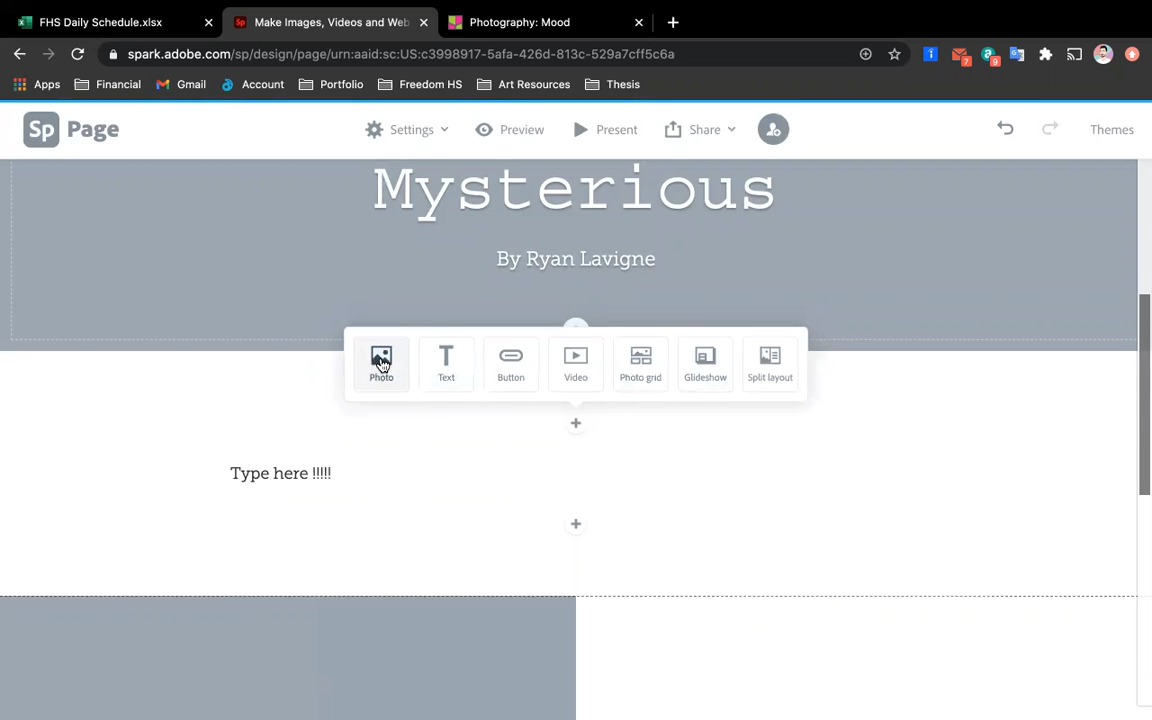 FHS Daily Schedule.xlsx
Make Images, Videos and Web
Photography: Mood
spark.adobe.com/sp/design/page/urn:aaid:sc:US:c3998917-5afa-426d-813c-529a7cff5c6a
7
9
Apps
Financial
Gmail
Account
Portfolio
Freedom HS
Art Resources
Thesis
Sp Page
Settings
Preview
Present
Share
Themes
Mysterious
By Ryan Lavigne
Photo
Text
Button
Video
Photo grid
Glideshow
Split layout
Type here !!!!!